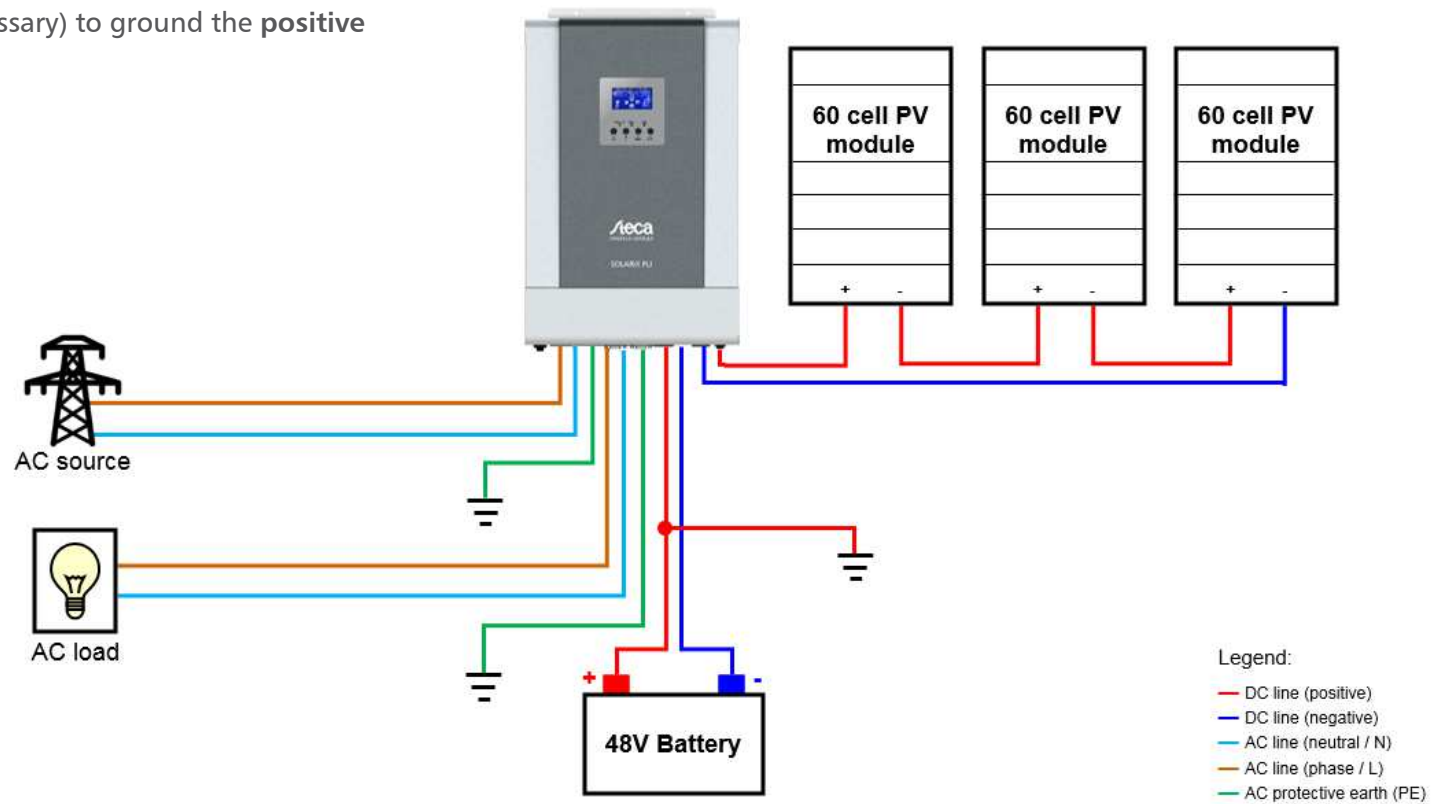 ssary) to ground the positive
Steca
SOLARIX PLI
60 cell PV
module
60 cell PV
module
60 cell PV
module
+ -
+ -
+ -
AC source
AC load
+ -
48V Battery
Legend:
DC line (positive)
DC line (negative)
AC line (neutral / N)
AC line (phase / L)
AC protective earth (PE)